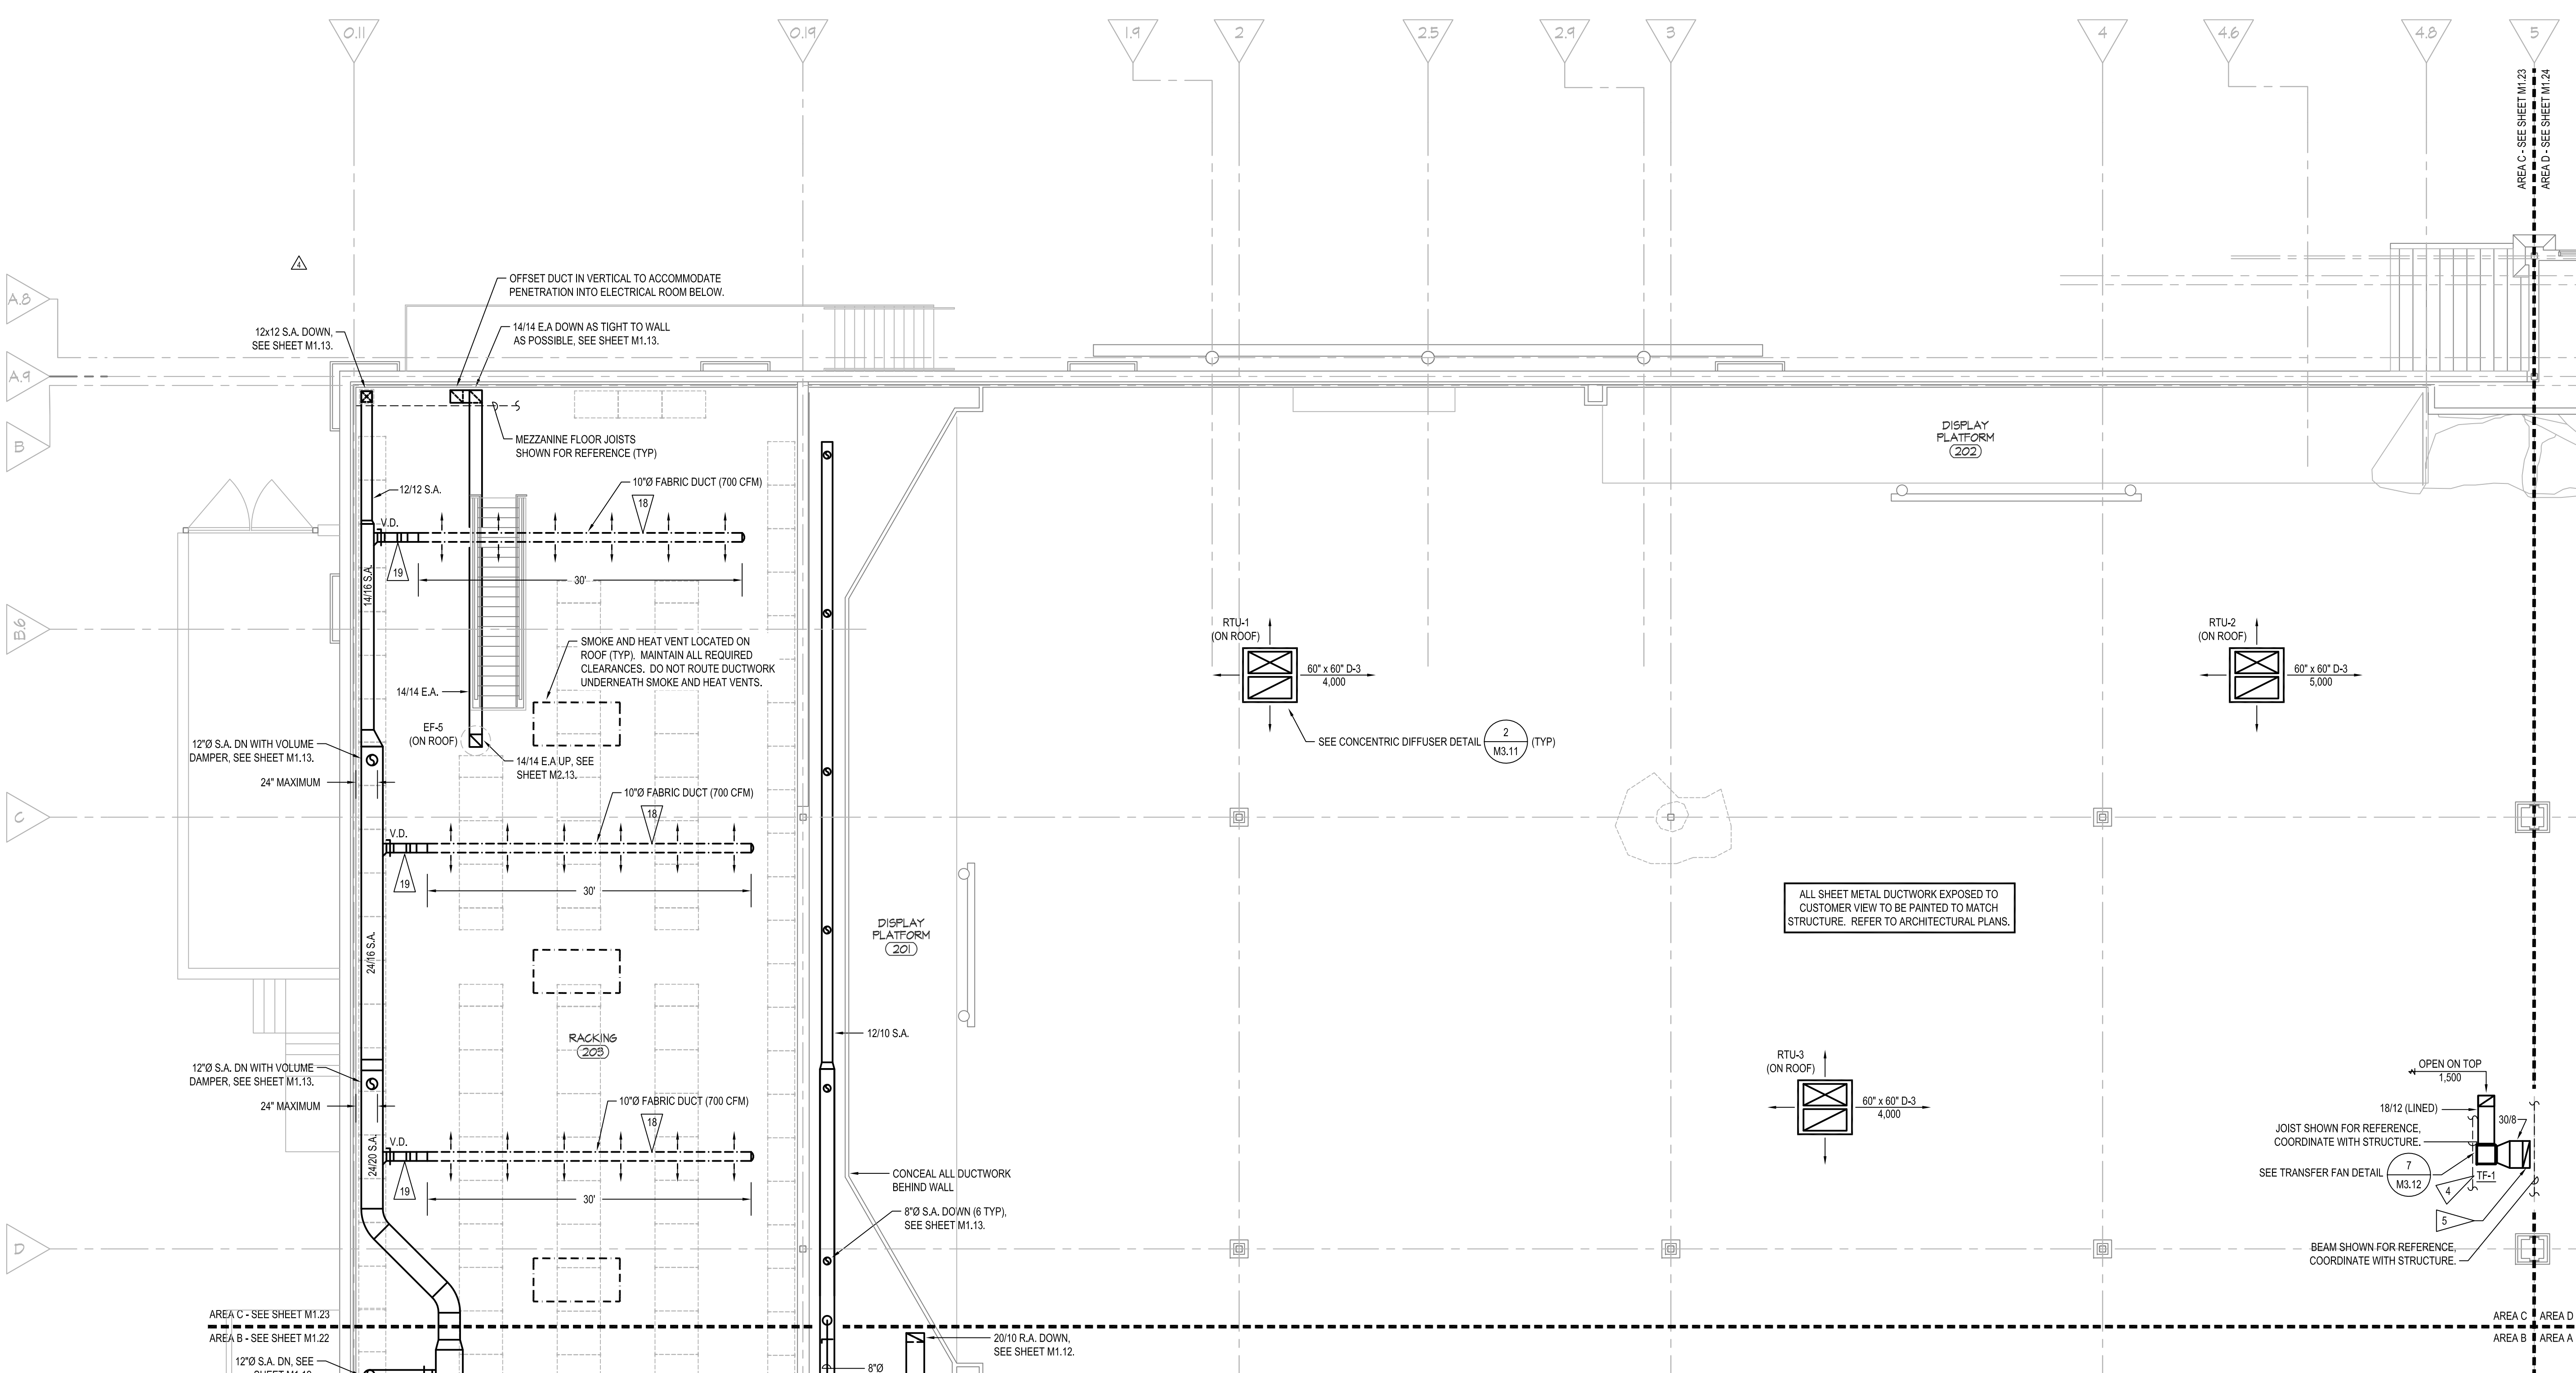 0.11
0.19
1.9
2
2.5
2.9
3
4
4.6
4.8
5
AREA C - SEE SHEET M1.23
AREA D - SEE SHEET M1.24
A.8
A.9
B
B.6
C
D
4
OFFSET DUCT IN VERTICAL TO ACCOMMODATE
PENETRATION INTO ELECTRICAL ROOM BELOW.
12x12 S.A. DOWN,
SEE SHEET M1.13.
14/14 E.A DOWN AS TIGHT TO WALL
AS POSSIBLE, SEE SHEET M1.13.
MEZZANINE FLOOR JOISTS
SHOWN FOR REFERENCE (TYP)
12/12 S.A.
10"Ø FABRIC DUCT (700 CFM)
18
V.D.
19
14/16 S.A.
30'
SMOKE AND HEAT VENT LOCATED ON
ROOF (TYP). MAINTAIN ALL REQUIRED
CLEARANCES. DO NOT ROUTE DUCTWORK
UNDERNEATH SMOKE AND HEAT VENTS.
14/14 E.A.
EF-5
(ON ROOF)
12"Ø S.A. DN WITH VOLUME
DAMPER, SEE SHEET M1.13.
24" MAXIMUM
14/14 E.A UP, SEE
SHEET M2.13.
10"Ø FABRIC DUCT (700 CFM)
18
V.D.
19
30'
24/16 S.A.
RACKING
203
12"Ø S.A. DN WITH VOLUME
DAMPER, SEE SHEET M1.13.
24" MAXIMUM
10"Ø FABRIC DUCT (700 CFM)
18
V.D.
19
24/20 S.A.
30'
DISPLAY
PLATFORM
201
12/10 S.A.
CONCEAL ALL DUCTWORK
BEHIND WALL
8"Ø S.A. DOWN (6 TYP),
SEE SHEET M1.13.
DISPLAY
PLATFORM
202
RTU-1
(ON ROOF)
60" x 60" D-3
4,000
SEE CONCENTRIC DIFFUSER DETAIL
2
M3.11
(TYP)
RTU-2
(ON ROOF)
60" x 60" D-3
5,000
ALL SHEET METAL DUCTWORK EXPOSED TO
CUSTOMER VIEW TO BE PAINTED TO MATCH
STRUCTURE. REFER TO ARCHITECTURAL PLANS.
RTU-3
(ON ROOF)
60" x 60" D-3
4,000
OPEN ON TOP
1,500
18/12 (LINED)
30/8
JOIST SHOWN FOR REFERENCE,
COORDINATE WITH STRUCTURE.
SEE TRANSFER FAN DETAIL
7
M3.12
TF-1
4
5
BEAM SHOWN FOR REFERENCE,
COORDINATE WITH STRUCTURE.
AREA C - SEE SHEET M1.23
AREA B - SEE SHEET M1.22
AREA C
AREA D
AREA B
AREA A
20/10 R.A. DOWN,
SEE SHEET M1.12.
12"Ø S.A. DN, SEE
8"Ø